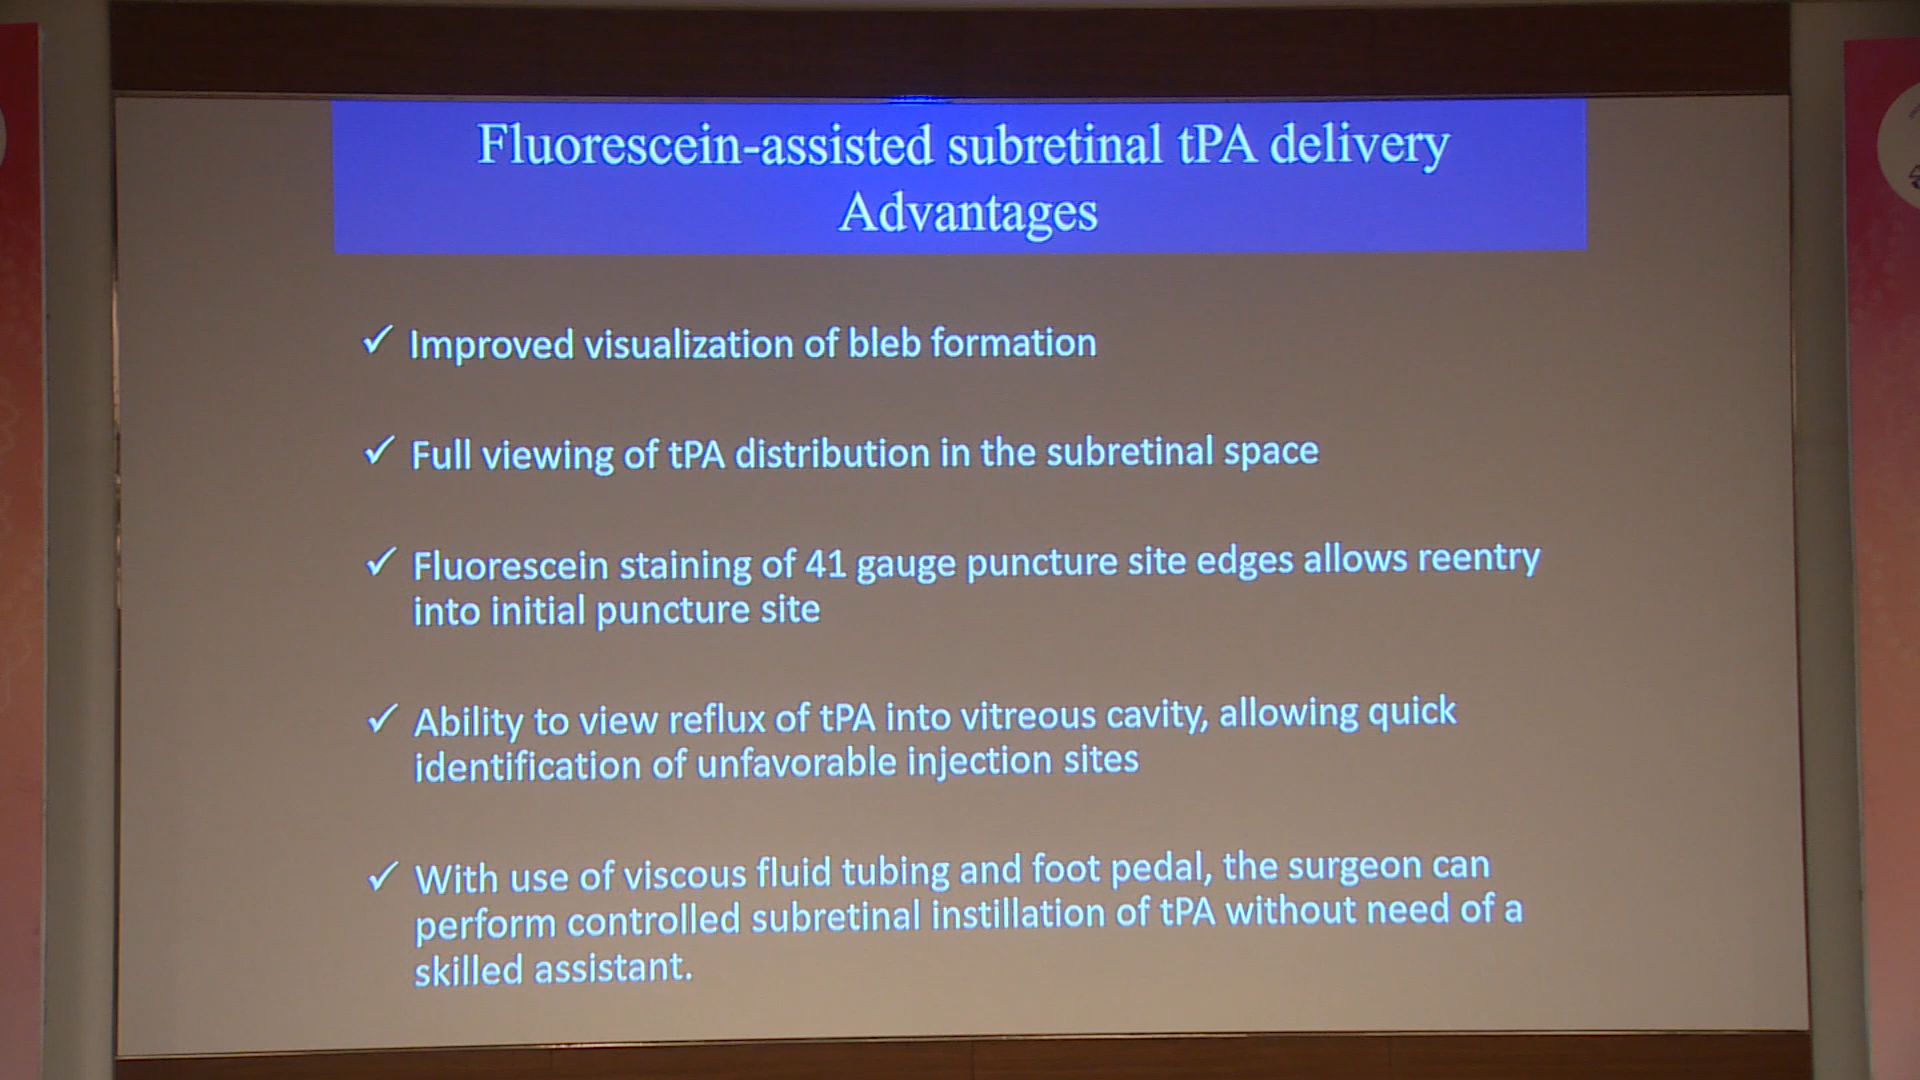 Fluorescein-assisted subretinal tPA delivery
Advantages
✓ Improved visualization of bleb formation
✓ Full viewing of tPA distribution in the subretinal space
✓ Fluorescein staining of 41 gauge puncture site edges allows reentry
into initial puncture site
✓ Ability to view reflux of tPA into vitreous cavity, allowing quick
identification of unfavorable injection sites
✓ With use of viscous fluid tubing and foot pedal, the surgeon can
perform controlled subretinal instillation of tPA without need of a
skilled assistant.